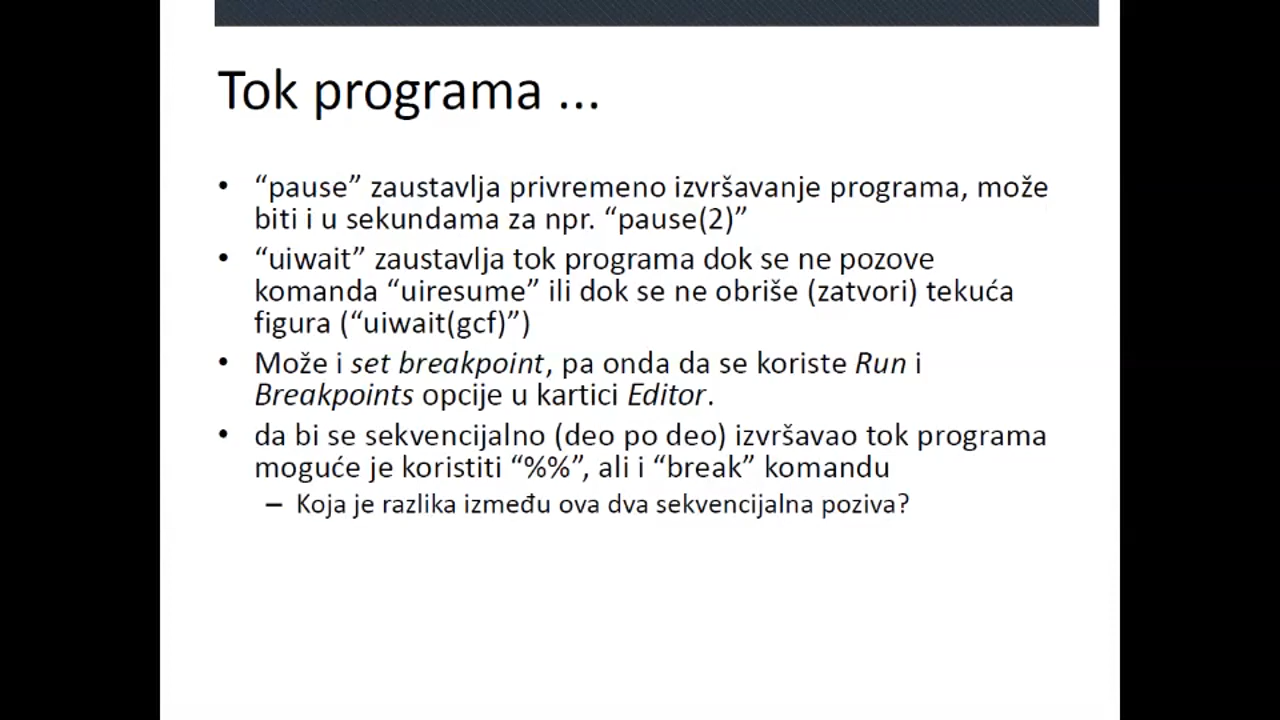 Tok programa ...
• “pause” zaustavlja privremeno izvršavanje programa, može
biti i u sekundama za npr. “pause(2)”
• “uiwait” zaustavlja tok programa dok se ne pozove
komanda “uiresume” ili dok se ne obriše (zatvori) tekuća
figura (“uiwait(gcf)”)
• Može i set breakpoint, pa onda da se koriste Run i
Breakpoints opcije u kartici Editor.
• da bi se sekvencijalno (deo po deo) izvršavao tok programa
moguće je koristiti “%%”, ali i “break” komandu
– Koja je razlika između ova dva sekvencijalna poziva?